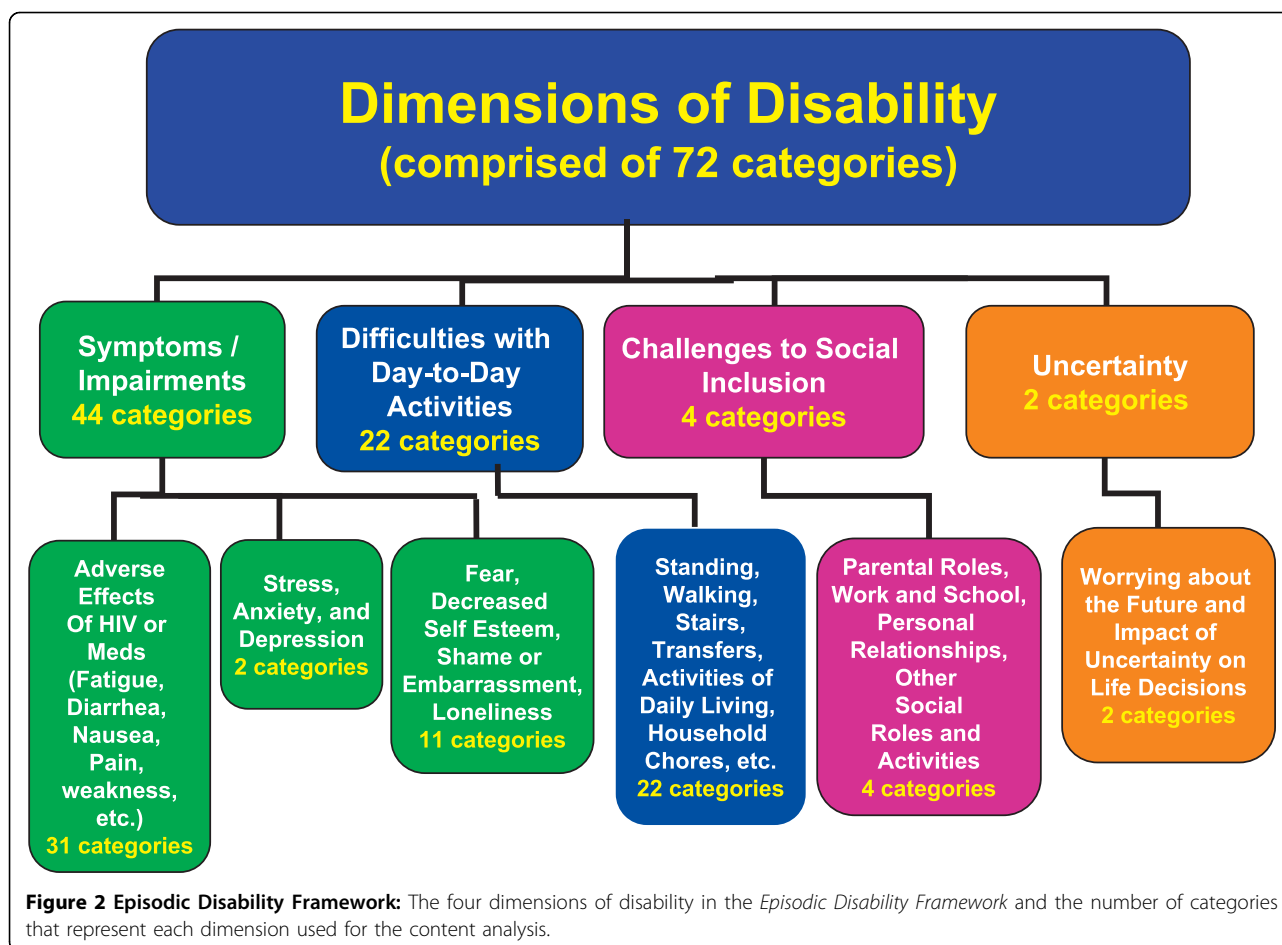 Dimensions of Disability
(comprised of 72 categories)
Symptoms /
Impairments
44 categories
Difficulties with
Day-to-Day
Activities
22 categories
Challenges to Social
Inclusion
4 categories
Uncertainty
2 categories
Adverse
Effects
Of HIV or
Meds
(Fatigue,
Diarrhea,
Nausea,
Pain,
weakness,
etc.)
31 categories
Stress,
Anxiety, and
Depression
2 categories
Fear,
Decreased
Self Esteem,
Shame or
Embarrassment,
Loneliness
11 categories
Standing,
Walking,
Stairs,
Transfers,
Activities of
Daily Living,
Household
Chores, etc.
22 categories
Parental Roles,
Work and School,
Personal
Relationships,
Other
Social
Roles and
Activities
4 categories
Worrying about
the Future and
Impact of
Uncertainty on
Life Decisions
2 categories
Figure 2 Episodic Disability Framework: The four dimensions of disability in the Episodic Disability Framework and the number of categories
that represent each dimension used for the content analysis.